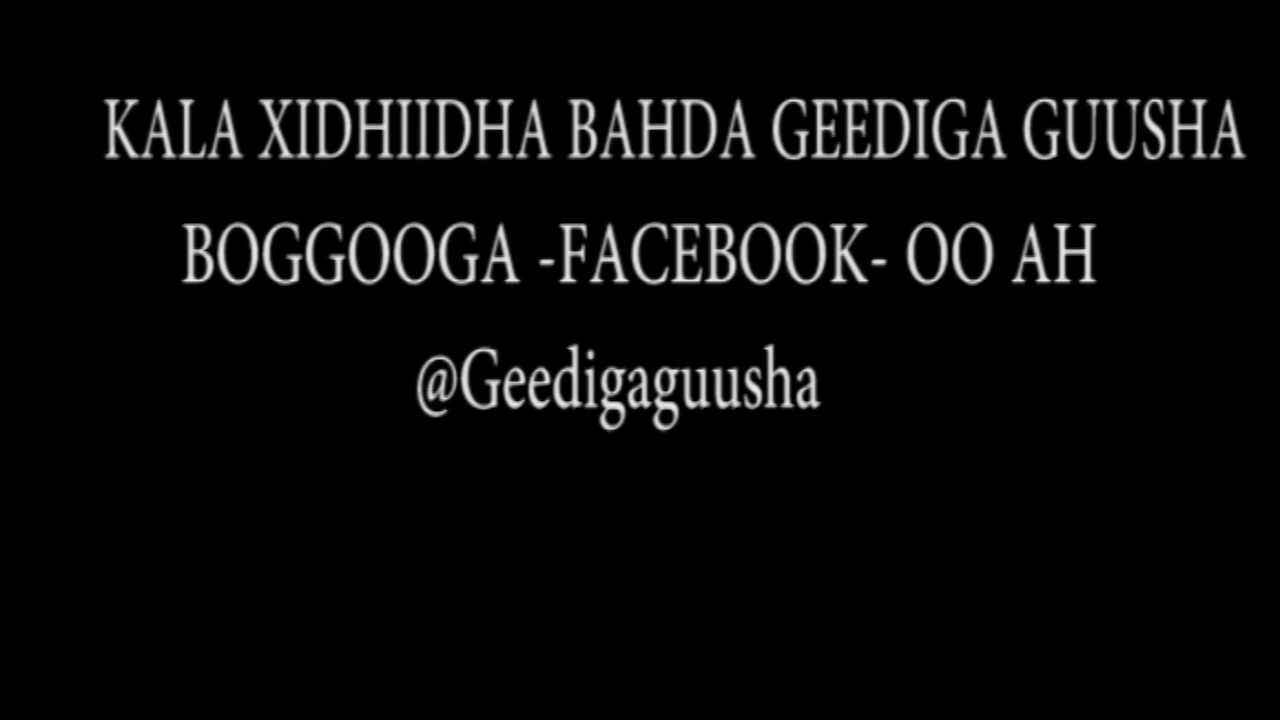 KALA XIDHIIDHA BAHDA GEEDIGA GUUSHA
BOGGOOGA -FACEBOOK- OO AH
@Geedigaguusha